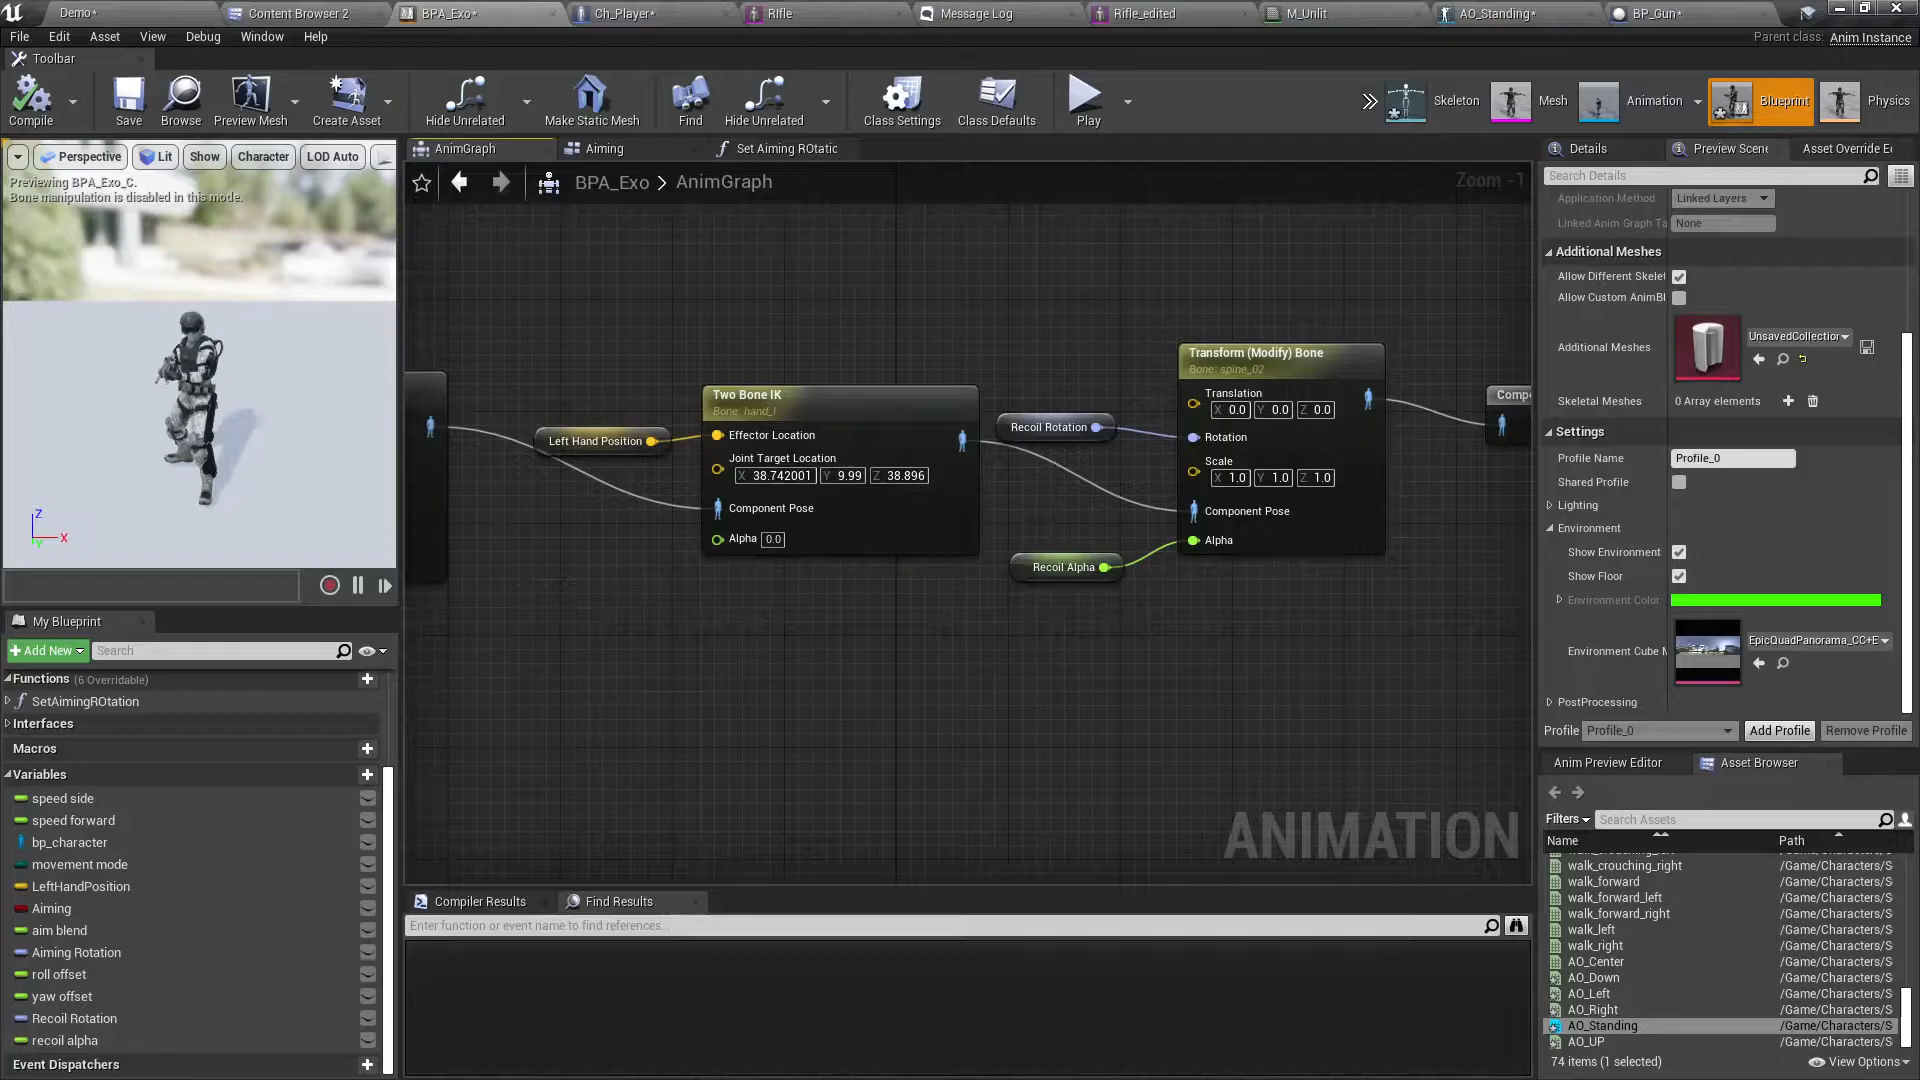 Demo*
Content Browser 2
BPA_Exo*
Ch_Player*
RIfle
Message Log
Rifle_edited
M_Unlit
AO_Standing*
BP_Gun*
File Edit Asset View Debug Window Help
Parent class: Anim Instance
Toolbar
Compile
Save
Browse
Preview Mesh
Create Asset
Hide Unrelated
Make Static Mesh
Find
Hide Unrelated
Class Settings
Class Defaults
Play
Skeleton
Mesh
Animation
Blueprint
Physics
Perspective
Lit
Show
Character
LOD Auto
Previewing BPA_Exo_C.
Bone manipulation is disabled in this mode.
Z
X
Y
My Blueprint
Add New
Search
Functions (6 Overridable)
SetAimingROtation
Interfaces
Macros
Variables
speed side
speed forward
bp_character
movement mode
LeftHandPosition
Aiming
aim blend
Aiming Rotation
roll offset
yaw offset
Recoil Rotation
recoil alpha
Event Dispatchers
AnimGraph
Aiming
Set Aiming ROtatic
BPA_Exo > AnimGraph
Zoom -1
Left Hand Position
Two Bone IK
Bone: hand_l
Effector Location
Joint Target Location
X 38.742001 Y 9.99 Z 38.896
Component Pose
Alpha 0.0
Recoil Rotation
Recoil Alpha
Transform (Modify) Bone
Bone: spine_02
Translation
X 0.0 Y 0.0 Z 0.0
Rotation
Scale
X 1.0 Y 1.0 Z 1.0
Component Pose
Alpha
Compo
ANIMATION
Compiler Results
Find Results
Enter function or event name to find references...
Details
Preview Scene
Asset Override Ec
Search Details
Application Method Linked Layers
Linked Anim Graph Ta None
Additional Meshes
Allow Different Skelet
Allow Custom AnimBl
Additional Meshes
UnsavedCollection
Skeletal Meshes 0 Array elements
Settings
Profile Name Profile_0
Shared Profile
Lighting
Environment
Show Environment
Show Floor
Environment Color
Environment Cube M
EpicQuadPanorama_CC+E
PostProcessing
Profile Profile_0 Add Profile Remove Profile
Anim Preview Editor
Asset Browser
Filters Search Assets
Name Path
walk_crouching_right /Game/Characters/S
walk_forward /Game/Characters/S
walk_forward_left /Game/Characters/S
walk_forward_right /Game/Characters/S
walk_left /Game/Characters/S
walk_right /Game/Characters/S
AO_Center /Game/Characters/S
AO_Down /Game/Characters/S
AO_Left /Game/Characters/S
AO_Right /Game/Characters/S
AO_Standing /Game/Characters/S
AO_UP /Game/Characters/S
74 items (1 selected)
View Options